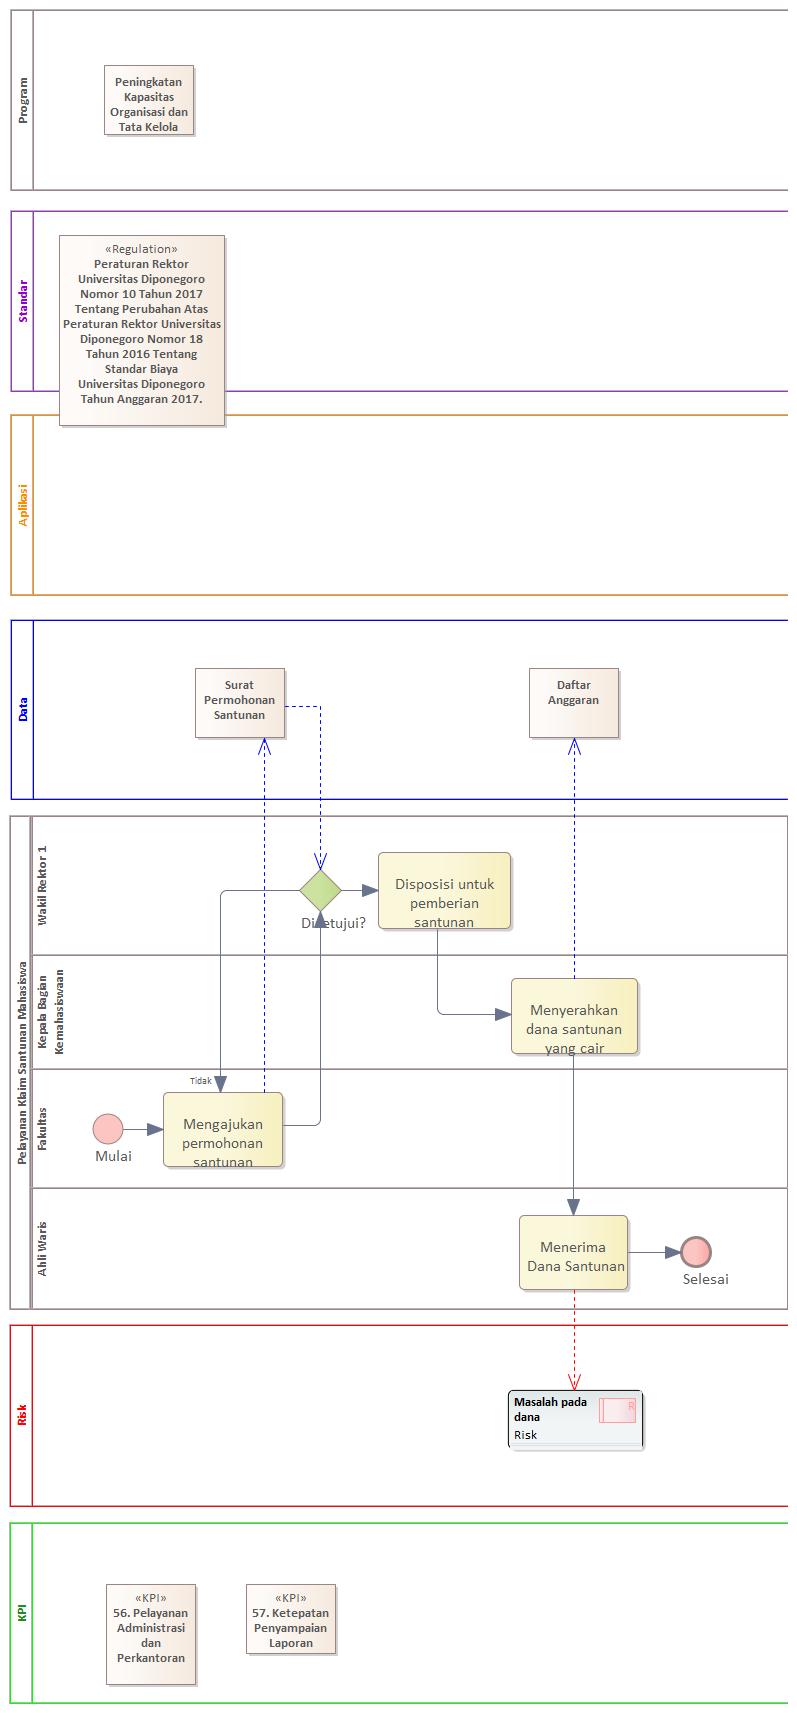 Program
Peningkatan
Kapasitas
Organisasi dan
Tata Kelola
Standar
«Regulation»
Peraturan Rektor
Universitas Diponegoro
Nomor 10 Tahun 2017
Tentang Perubahan Atas
Peraturan Rektor Universitas
Diponegoro Nomor 18
Tahun 2016 Tentang
Standar Biaya
Universitas Diponegoro
Tahun Anggaran 2017.
Aplikasi
Data
Surat
Permohonan
Santunan
Daftar
Anggaran
Pelayanan Klaim Santunan Mahasiswa
Wakil Rektor 1
Disetujui?
Disposisi untuk
pemberian
santunan
Kepala Bagian
Kemahasiswaan
Menyerahkan
dana santunan
yang cair
Fakultas
Mulai
Tidak
Mengajukan
permohonan
santunan
Ahli Waris
Menerima
Dana Santunan
Selesai
Risk
Masalah pada
dana
Risk
R
KPI
«KPI»
56. Pelayanan
Administrasi
dan
Perkantoran
«KPI»
57. Ketepatan
Penyampaian
Laporan